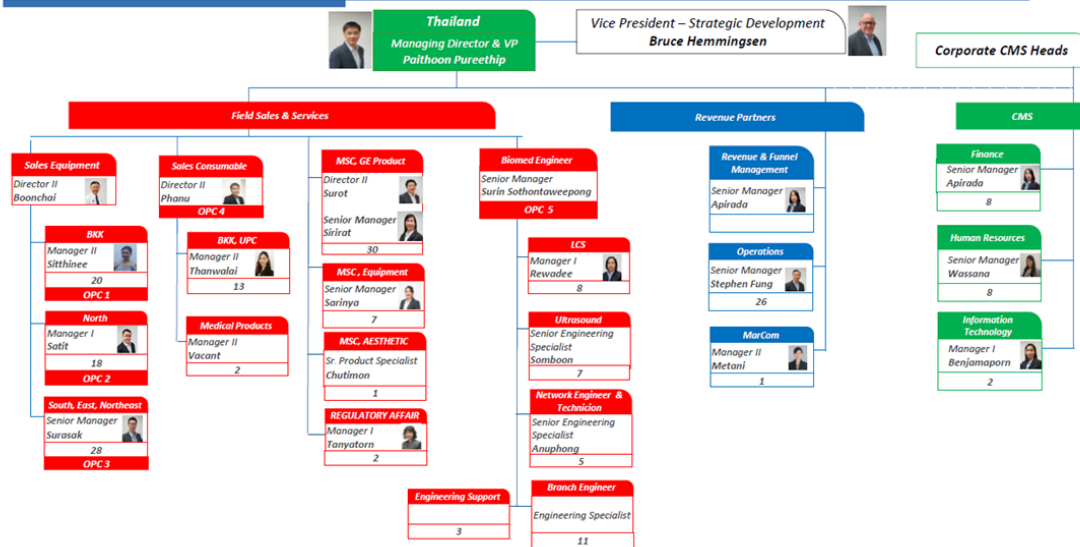 Thailand
Managing Director & VP
Paithoon Pureethip
Vice President – Strategic Development
Bruce Hemmingsen
Corporate CMS Heads
Field Sales & Services
Revenue Partners
CMS
Sales Equipment
Director II
Boonchai
BKK
Manager II
Sitthinee
20
OPC 1
North
Manager I
Satit
18
OPC 2
South, East, Northeast
Senior Manager
Surasak
28
OPC 3
Sales Consumable
Director II
Phanu
OPC 4
BKK, UPC
Manager II
Thanwalai
13
Medical Products
Manager II
Vacant
2
MSC, GE Product
Director II
Surot
Senior Manager
Sirirat
30
MSC , Equipment
Senior Manager
Sarinya
7
MSC, AESTHETIC
Sr. Product Specialist
Chutimon
1
REGULATORY AFFAIR
Manager I
Tanyatorn
2
Biomed Engineer
Senior Manager
Surin Sothontaweepong
OPC 5
LCS
Manager I
Rewadee
8
Ultrasound
Senior Engineering
Specialist
Somboon
7
Network Engineer &
Technicion
Senior Engineering
Specialist
Anuphong
5
Engineering Support
3
Branch Engineer
Engineering Specialist
11
Revenue & Funnel
Management
Senior Manager
Apirada
Operations
Senior Manager
Stephen Fung
26
MarCom
Manager II
Metani
1
Finance
Senior Manager
Apirada
8
Human Resources
Senior Manager
Wassana
8
Information
Technology
Manager I
Benjamaporn
2